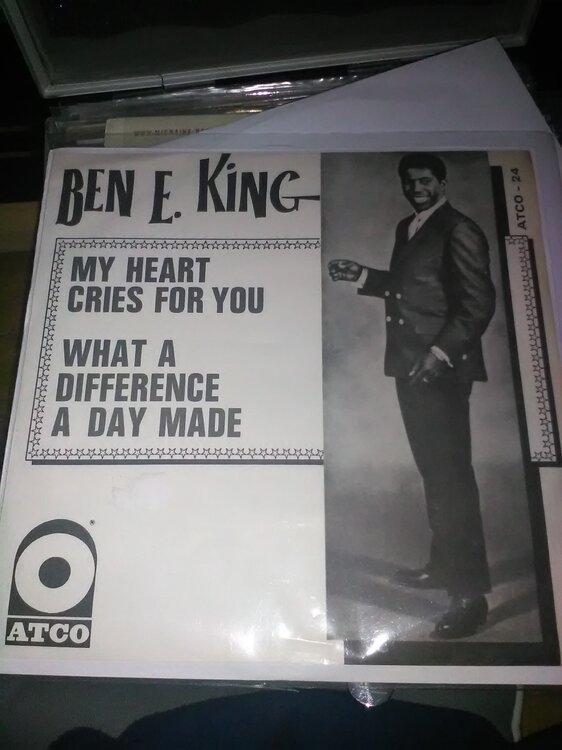 BEN E. KING
MY HEART
CRIES FOR YOU
WHAT A
DIFFERENCE
A DAY MADE
ATCO - 24
ATCO